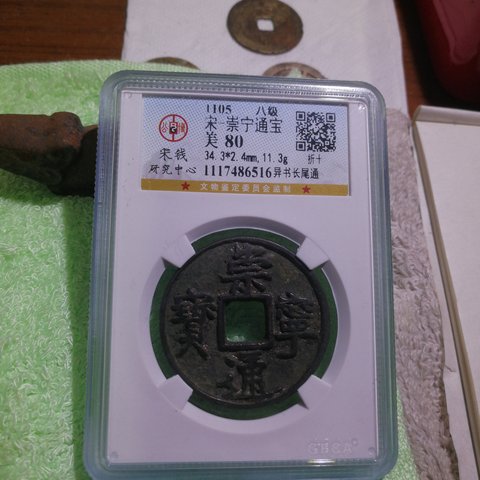 1105 八级
宋·崇宁通宝
美 80
宋钱 34.3*2.4mm,11.3g 折十
研究中心 1117486516 异书长尾通
★ 文物鉴定委员会监制 ★
崇
寶 寧
通